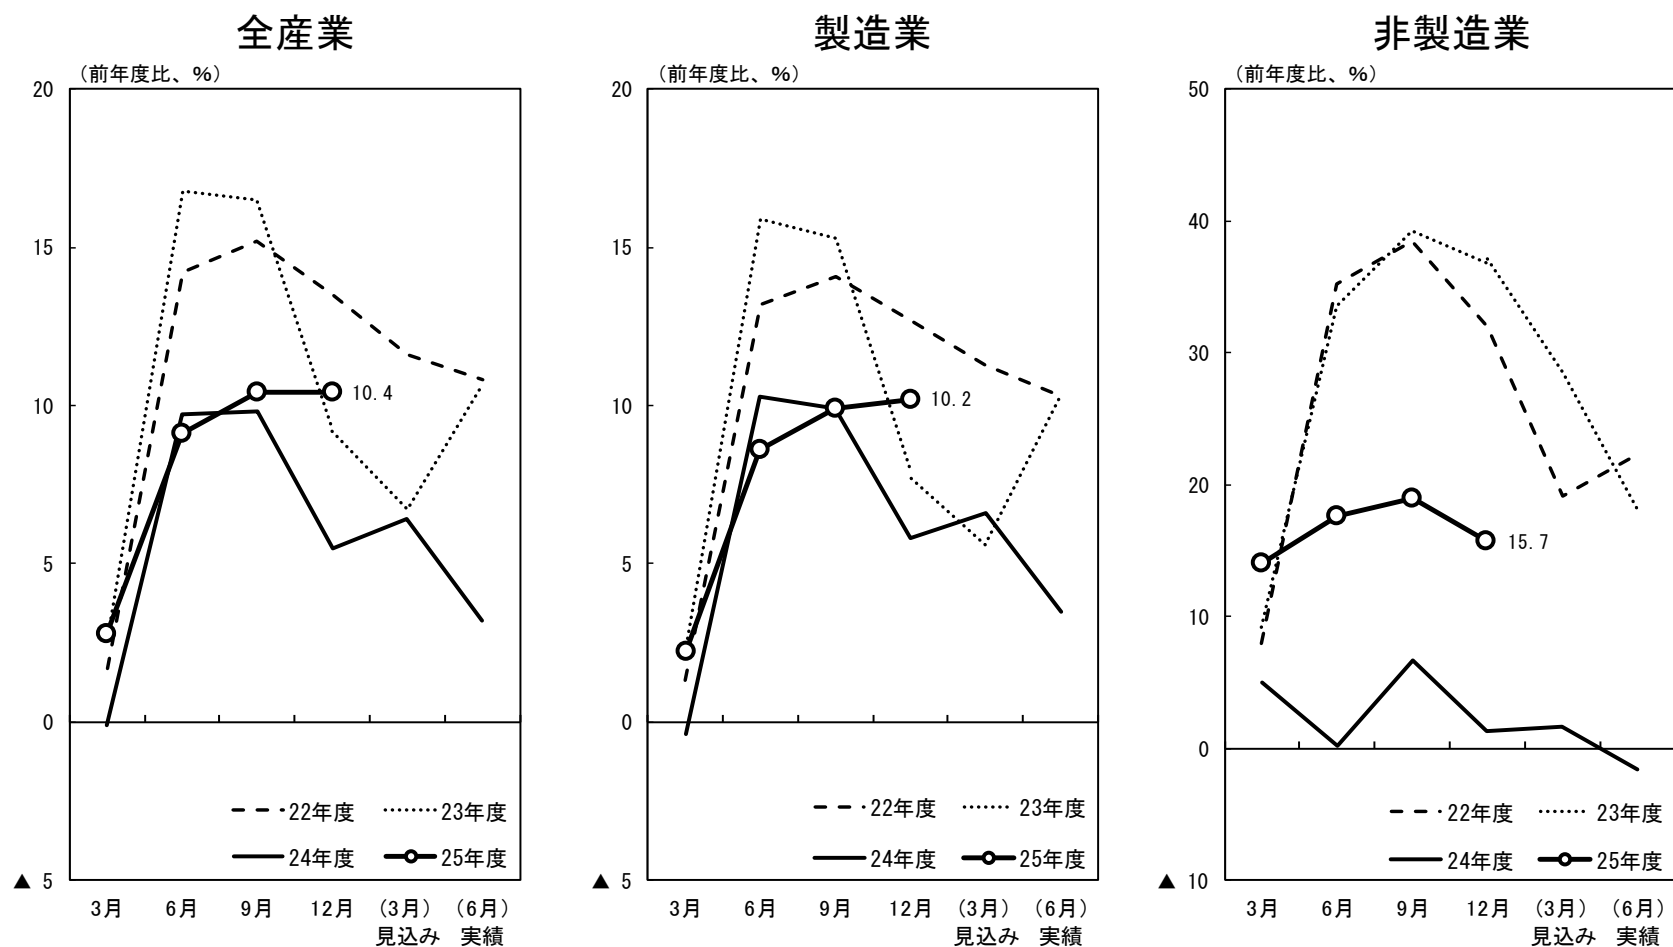 全産業
（前年度比、%）
20
15
10
5
0
▲ 5
10.4
22年度
23年度
24年度
25年度
3月
6月
9月
12月
（3月）
見込み
（6月）
実績
製造業
（前年度比、%）
20
15
10
5
0
▲ 5
10.2
22年度
23年度
24年度
25年度
3月
6月
9月
12月
（3月）
見込み
（6月）
実績
非製造業
（前年度比、%）
50
40
30
20
10
0
▲ 10
15.7
22年度
23年度
24年度
25年度
3月
6月
9月
12月
（3月）
見込み
（6月）
実績